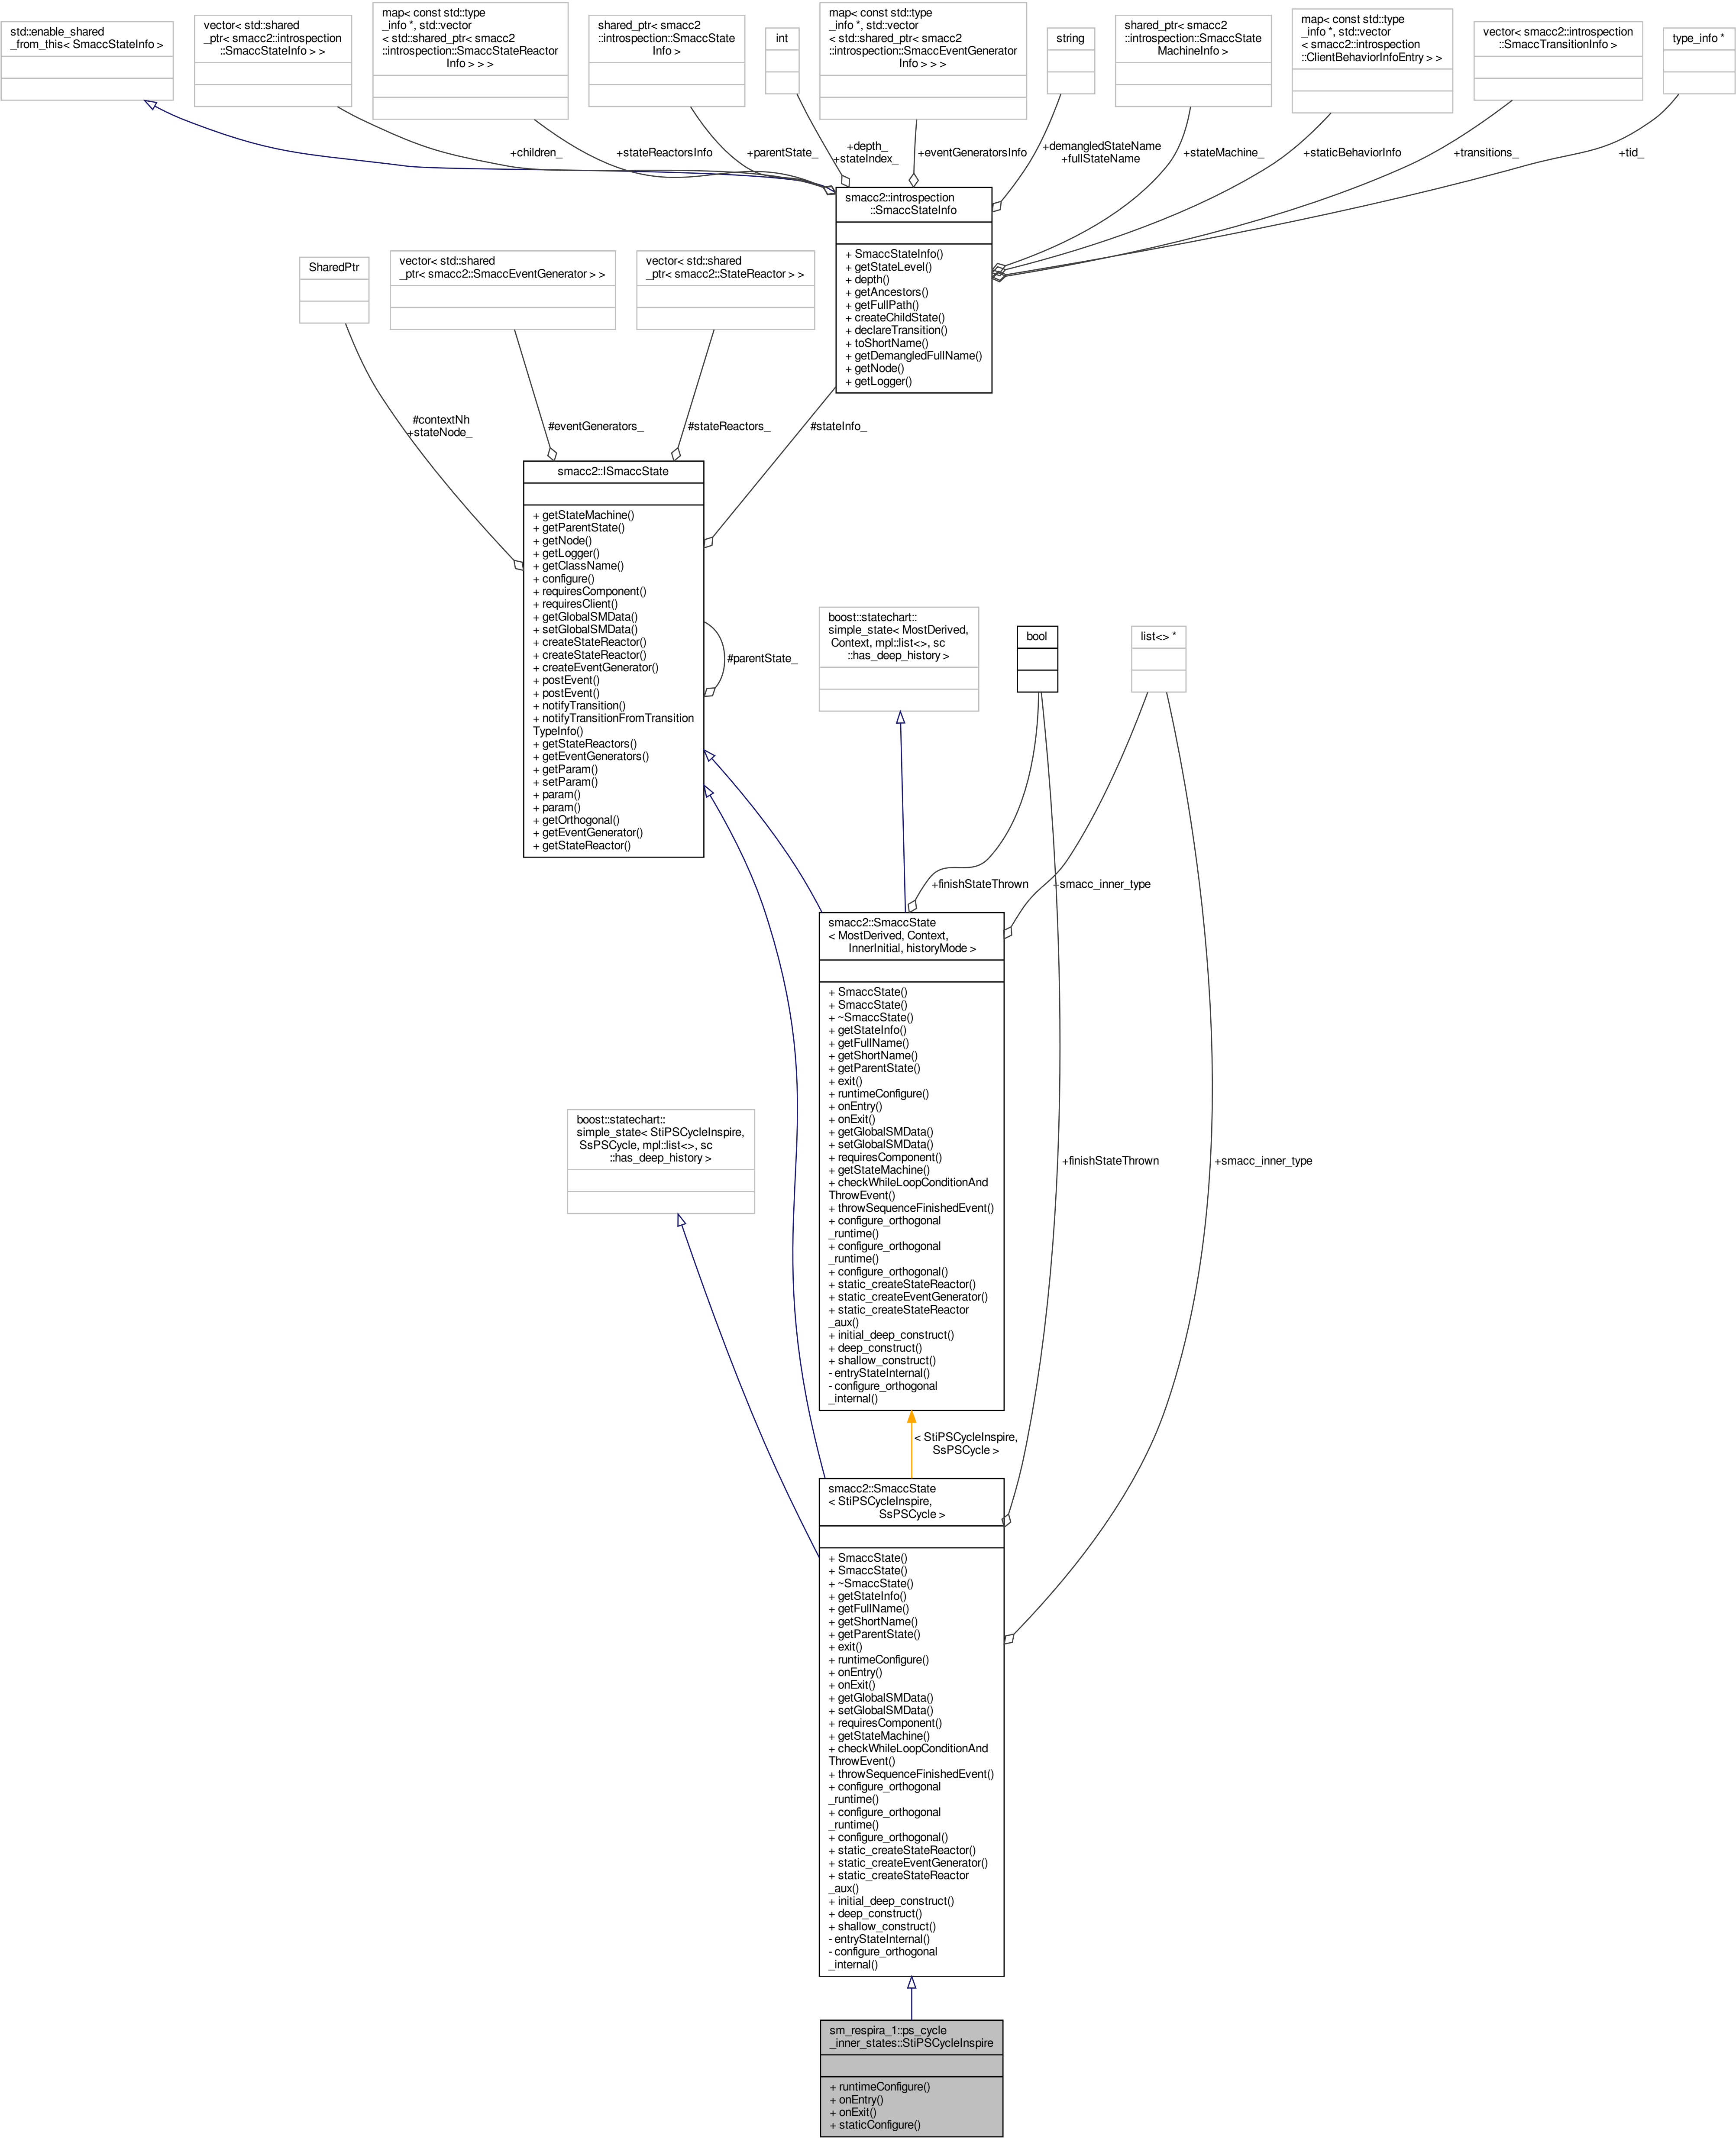 std::enable_shared
_from_this< SmaccStateInfo >
vector< std::shared
_ptr< smacc2::introspection
::SmaccStateInfo > >
map< const std::type
_info *, std::vector
< std::shared_ptr< smacc2
::introspection::SmaccStateReactor
Info > > >
shared_ptr< smacc2
::introspection::SmaccState
Info >
int
map< const std::type
_info *, std::vector
< std::shared_ptr< smacc2
::introspection::SmaccEventGenerator
Info > > >
string
shared_ptr< smacc2
::introspection::SmaccState
MachineInfo >
map< const std::type
_info *, std::vector
< smacc2::introspection
::ClientBehaviorInfoEntry > >
vector< smacc2::introspection
::SmaccTransitionInfo >
type_info *
+children_
+stateReactorsInfo
+parentState_
+depth_
+stateIndex_
+eventGeneratorsInfo
+demangledStateName
+fullStateName
+stateMachine_
+staticBehaviorInfo
+transitions_
+tid_
smacc2::introspection
::SmaccStateInfo
+ SmaccStateInfo()
+ getStateLevel()
+ depth()
+ getAncestors()
+ getFullPath()
+ createChildState()
+ declareTransition()
+ toShortName()
+ getDemangledFullName()
+ getNode()
+ getLogger()
SharedPtr
vector< std::shared
_ptr< smacc2::SmaccEventGenerator > >
vector< std::shared
_ptr< smacc2::StateReactor > >
#contextNh
+stateNode_
#eventGenerators_
#stateReactors_
#stateInfo_
smacc2::ISmaccState
+ getStateMachine()
+ getParentState()
+ getNode()
+ getLogger()
+ getClassName()
+ configure()
+ requiresComponent()
+ requiresClient()
+ getGlobalSMData()
+ setGlobalSMData()
+ createStateReactor()
+ createStateReactor()
+ createEventGenerator()
+ postEvent()
+ postEvent()
+ notifyTransition()
+ notifyTransitionFromTransition
TypeInfo()
+ getStateReactors()
+ getEventGenerators()
+ getParam()
+ setParam()
+ param()
+ param()
+ getOrthogonal()
+ getEventGenerator()
+ getStateReactor()
#parentState_
boost::statechart::
simple_state< MostDerived,
Context, mpl::list<>, sc
::has_deep_history >
bool
list<> *
+finishStateThrown
+smacc_inner_type
smacc2::SmaccState
< MostDerived, Context,
InnerInitial, historyMode >
+ SmaccState()
+ SmaccState()
+ ~SmaccState()
+ getStateInfo()
+ getFullName()
+ getShortName()
+ getParentState()
+ exit()
+ runtimeConfigure()
+ onEntry()
+ onExit()
+ getGlobalSMData()
+ setGlobalSMData()
+ requiresComponent()
+ getStateMachine()
+ checkWhileLoopConditionAnd
ThrowEvent()
+ throwSequenceFinishedEvent()
+ configure_orthogonal
_runtime()
+ configure_orthogonal
_runtime()
+ configure_orthogonal()
+ static_createStateReactor()
+ static_createEventGenerator()
+ static_createStateReactor
_aux()
+ initial_deep_construct()
+ deep_construct()
+ shallow_construct()
- entryStateInternal()
- configure_orthogonal
_internal()
boost::statechart::
simple_state< StiPSCycleInspire,
SsPSCycle, mpl::list<>, sc
::has_deep_history >
+finishStateThrown
+smacc_inner_type
< StiPSCycleInspire,
SsPSCycle >
smacc2::SmaccState
< StiPSCycleInspire,
SsPSCycle >
+ SmaccState()
+ SmaccState()
+ ~SmaccState()
+ getStateInfo()
+ getFullName()
+ getShortName()
+ getParentState()
+ exit()
+ runtimeConfigure()
+ onEntry()
+ onExit()
+ getGlobalSMData()
+ setGlobalSMData()
+ requiresComponent()
+ getStateMachine()
+ checkWhileLoopConditionAnd
ThrowEvent()
+ throwSequenceFinishedEvent()
+ configure_orthogonal
_runtime()
+ configure_orthogonal
_runtime()
+ configure_orthogonal()
+ static_createStateReactor()
+ static_createEventGenerator()
+ static_createStateReactor
_aux()
+ initial_deep_construct()
+ deep_construct()
+ shallow_construct()
- entryStateInternal()
- configure_orthogonal
_internal()
sm_respira_1::ps_cycle
_inner_states::StiPSCycleInspire
+ runtimeConfigure()
+ onEntry()
+ onExit()
+ staticConfigure()